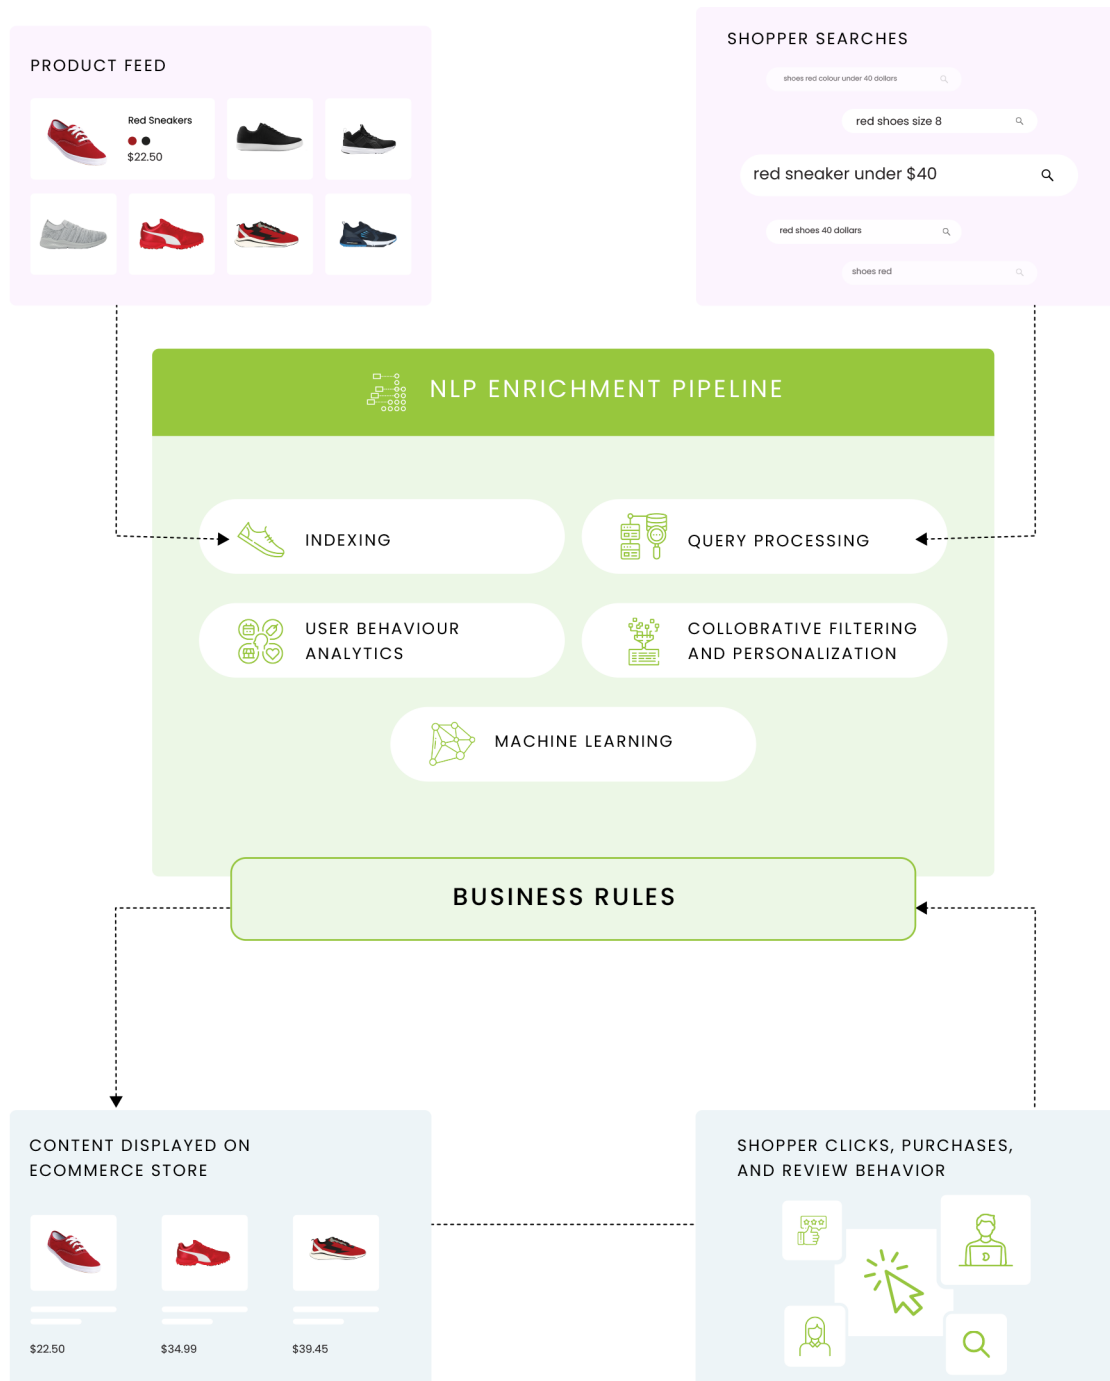 PRODUCT FEED
Red Sneakers
$22.50
SHOPPER SEARCHES
shoes red colour under 40 dollars
red shoes size 8
red sneaker under $40
red shoes 40 dollars
shoes red
NLP ENRICHMENT PIPELINE
INDEXING
QUERY PROCESSING
USER BEHAVIOUR
ANALYTICS
COLLOBRATIVE FILTERING
AND PERSONALIZATION
MACHINE LEARNING
BUSINESS RULES
CONTENT DISPLAYED ON
ECOMMERCE STORE
$22.50
$34.99
$39.45
SHOPPER CLICKS, PURCHASES,
AND REVIEW BEHAVIOR